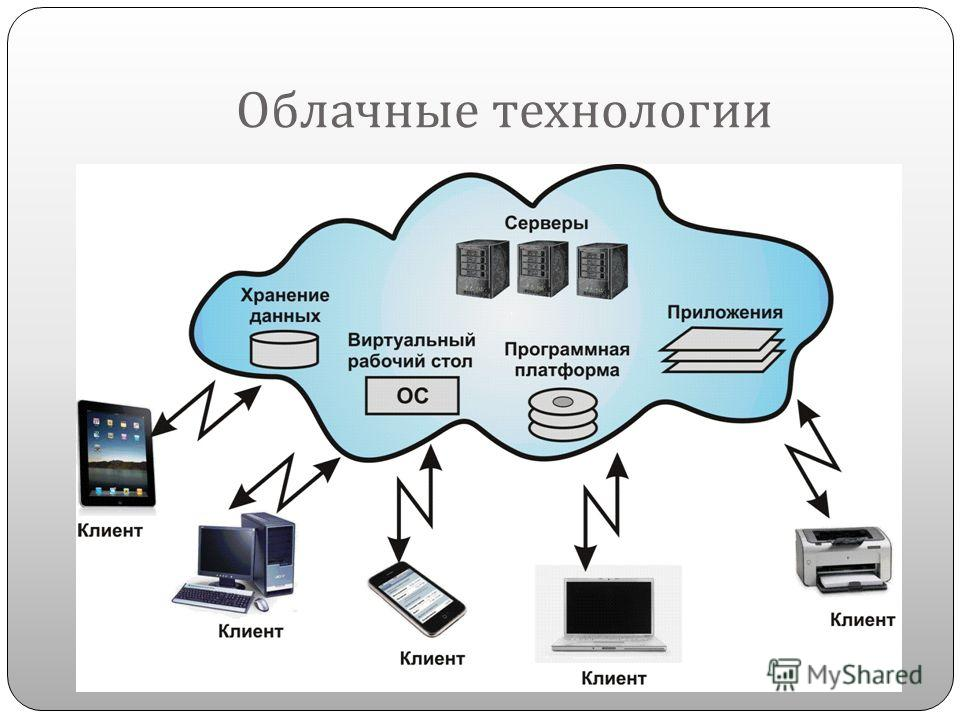 Облачные технологии
Серверы
Хранение
данных
Виртуальный
рабочий стол
ОС
Программная
платформа
Приложения
Клиент
Клиент
Клиент
Клиент
Клиент
MyShared